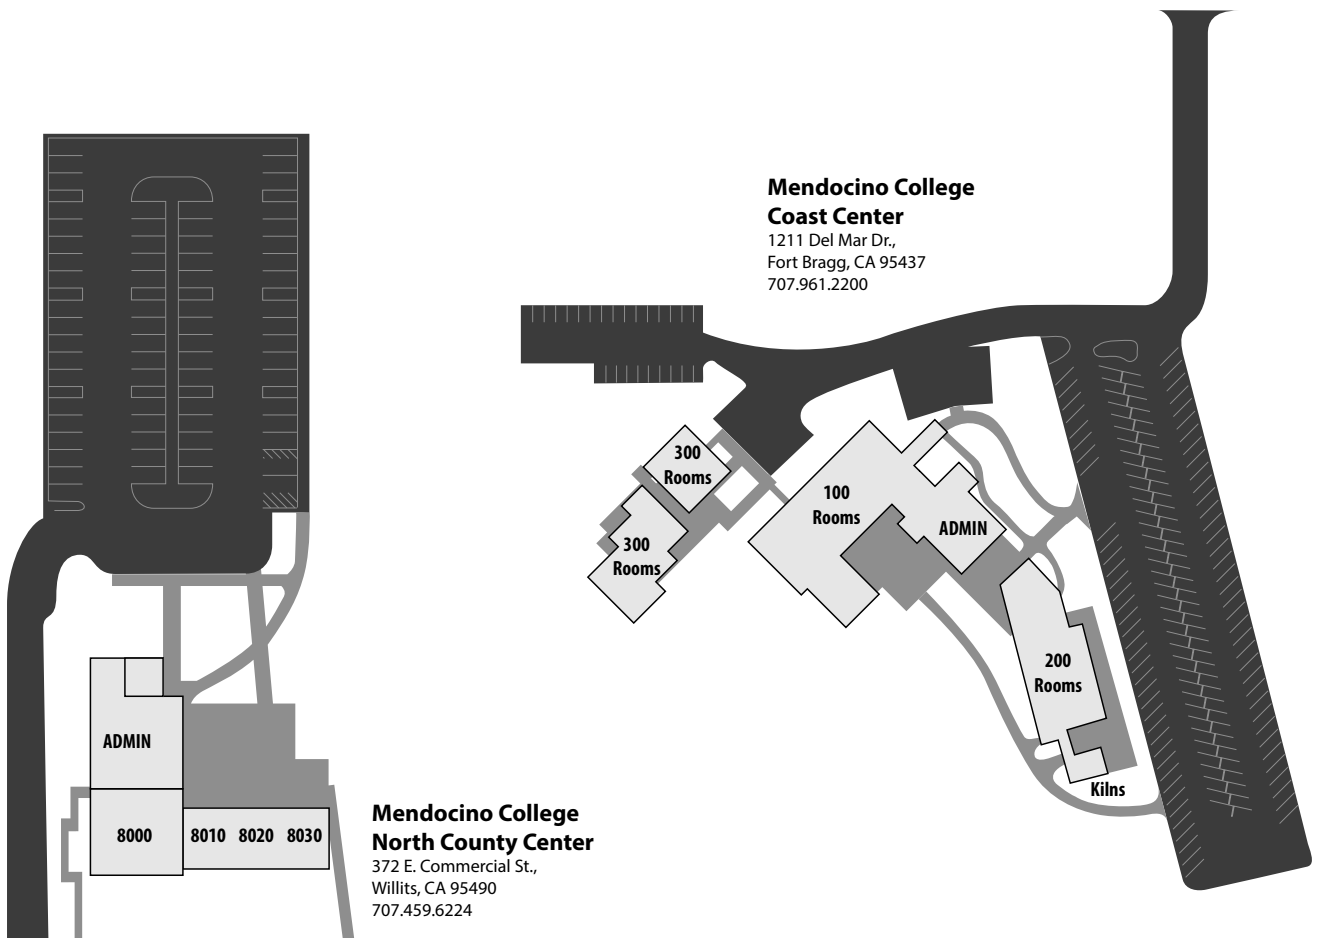 Mendocino College
Coast Center
1211 Del Mar Dr.,
Fort Bragg, CA 95437
707.961.2200
300
Rooms
300
Rooms
100
Rooms
ADMIN
200
Rooms
Kilns
ADMIN
8000
8010
8020
8030
Mendocino College
North County Center
372 E. Commercial St.,
Willits, CA 95490
707.459.6224